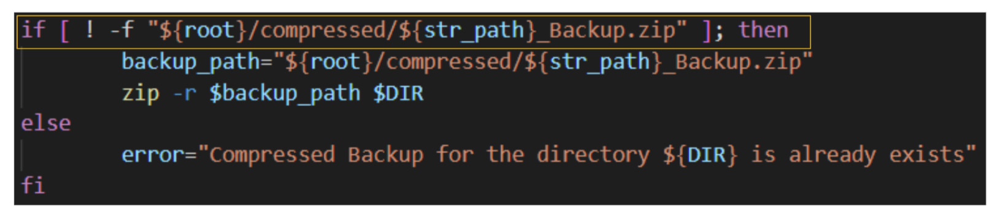 if [ ! -f "${root}/compressed/${str_path}_Backup.zip" ]; then
backup_path="${root}/compressed/${str_path}_Backup.zip"
zip -r $backup_path $DIR
else
error="Compressed Backup for the directory ${DIR} is already exists"
fi